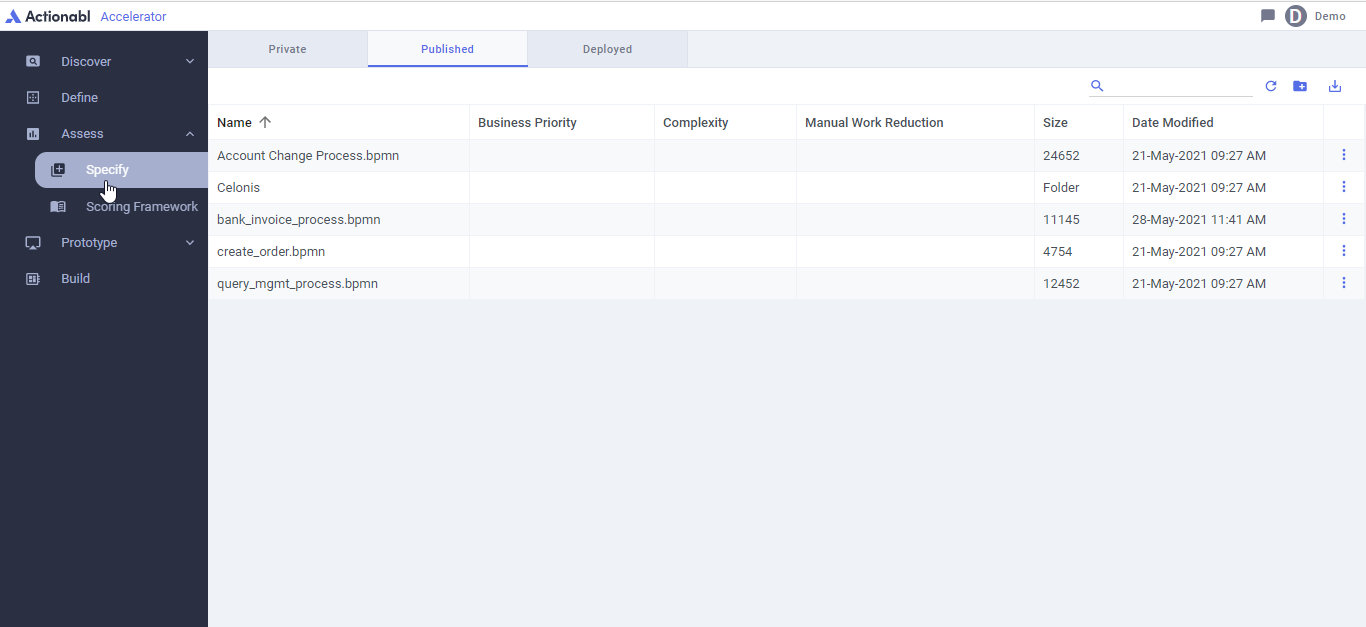 Actionabl Accelerator
D Demo
Discover
Define
Assess
Specify
Scoring Framework
Prototype
Build
Private Published Deployed
Name Business Priority Complexity Manual Work Reduction Size Date Modified
Account Change Process.bpmn 24652 21-May-2021 09:27 AM
Celonis Folder 21-May-2021 09:27 AM
bank_invoice_process.bpmn 11145 28-May-2021 11:41 AM
create_order.bpmn 4754 21-May-2021 09:27 AM
query_mgmt_process.bpmn 12452 21-May-2021 09:27 AM